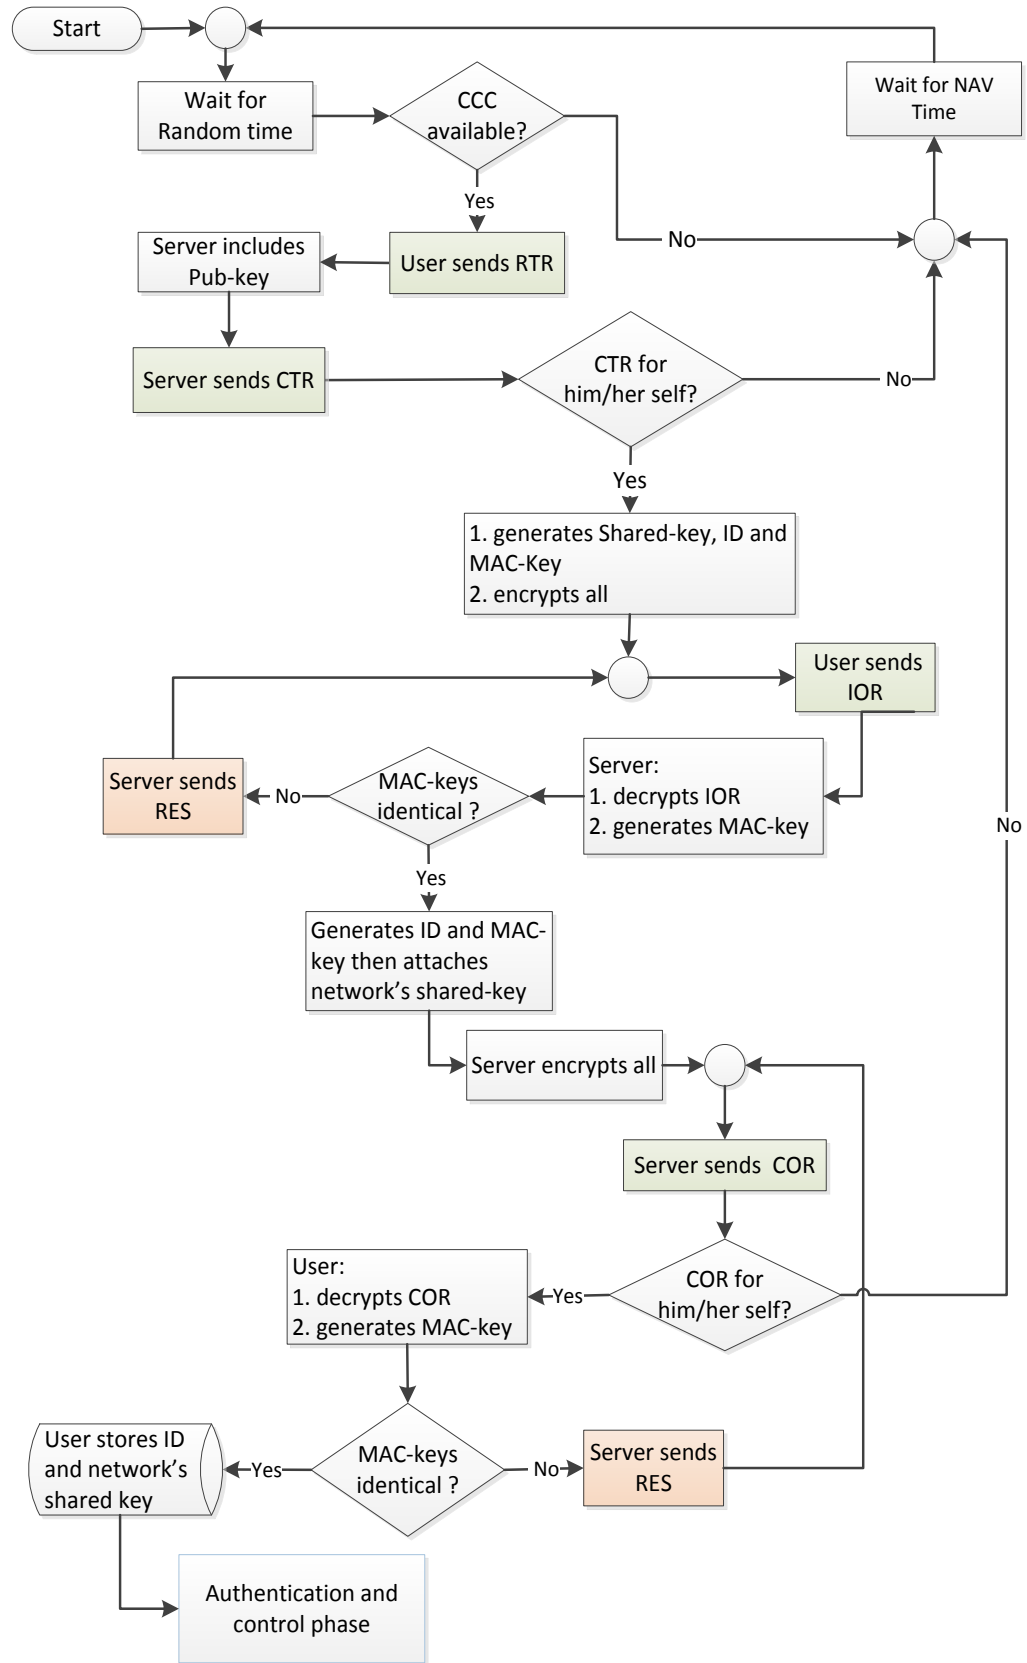 Start
Wait for
Random time
CCC
available?
Wait for NAV
Time
Yes
No
Server includes
Pub-key
User sends RTR
Server sends CTR
CTR for
him/her self?
No
Yes
1. generates Shared-key, ID and
MAC-Key
2. encrypts all
User sends
IOR
Server sends
RES
No
MAC-keys
identical ?
Server:
1. decrypts IOR
2. generates MAC-key
No
Yes
Generates ID and MAC-
key then attaches
network's shared-key
Server encrypts all
Server sends  COR
User:
1. decrypts COR
2. generates MAC-key
Yes
COR for
him/her self?
User stores ID
and network's
shared key
Yes
MAC-keys
identical ?
No
Server sends
RES
Authentication and
control phase